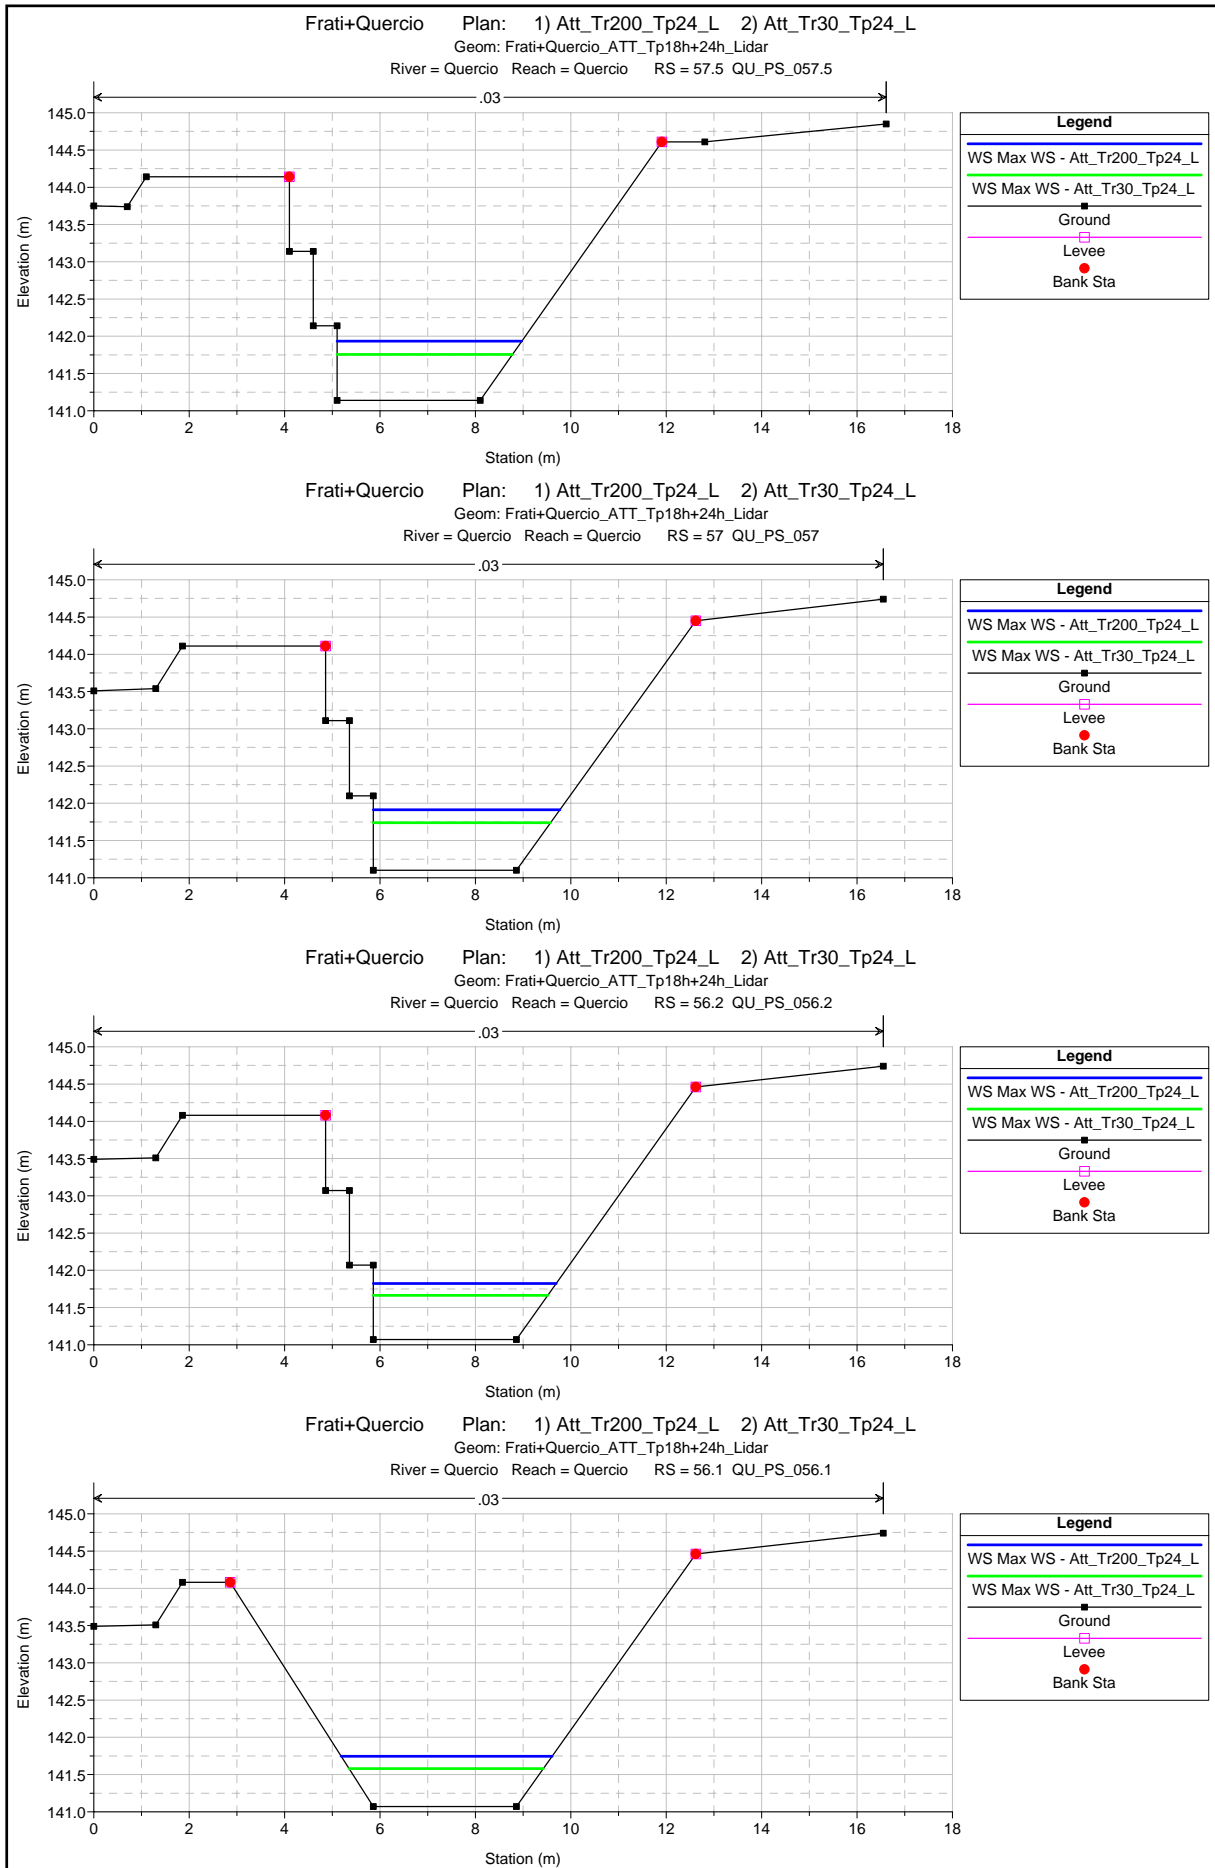 Frati+Quercio Plan: 1) Att_Tr200_Tp24_L 2) Att_Tr30_Tp24_L
Geom: Frati+Quercio_ATT_Tp18h+24h_Lidar
River = Quercio Reach = Quercio RS = 57.5 QU_PS_057.5
.03
145.0
144.5
144.0
143.5
143.0
142.5
142.0
141.5
141.0
Elevation (m)
0 2 4 6 8 10 12 14 16 18
Station (m)
Legend
WS Max WS - Att_Tr200_Tp24_L
WS Max WS - Att_Tr30_Tp24_L
Ground
Levee
Bank Sta
Frati+Quercio Plan: 1) Att_Tr200_Tp24_L 2) Att_Tr30_Tp24_L
Geom: Frati+Quercio_ATT_Tp18h+24h_Lidar
River = Quercio Reach = Quercio RS = 57 QU_PS_057
.03
145.0
144.5
144.0
143.5
143.0
142.5
142.0
141.5
141.0
Elevation (m)
0 2 4 6 8 10 12 14 16 18
Station (m)
Legend
WS Max WS - Att_Tr200_Tp24_L
WS Max WS - Att_Tr30_Tp24_L
Ground
Levee
Bank Sta
Frati+Quercio Plan: 1) Att_Tr200_Tp24_L 2) Att_Tr30_Tp24_L
Geom: Frati+Quercio_ATT_Tp18h+24h_Lidar
River = Quercio Reach = Quercio RS = 56.2 QU_PS_056.2
.03
145.0
144.5
144.0
143.5
143.0
142.5
142.0
141.5
141.0
Elevation (m)
0 2 4 6 8 10 12 14 16 18
Station (m)
Legend
WS Max WS - Att_Tr200_Tp24_L
WS Max WS - Att_Tr30_Tp24_L
Ground
Levee
Bank Sta
Frati+Quercio Plan: 1) Att_Tr200_Tp24_L 2) Att_Tr30_Tp24_L
Geom: Frati+Quercio_ATT_Tp18h+24h_Lidar
River = Quercio Reach = Quercio RS = 56.1 QU_PS_056.1
.03
145.0
144.5
144.0
143.5
143.0
142.5
142.0
141.5
141.0
Elevation (m)
0 2 4 6 8 10 12 14 16 18
Station (m)
Legend
WS Max WS - Att_Tr200_Tp24_L
WS Max WS - Att_Tr30_Tp24_L
Ground
Levee
Bank Sta